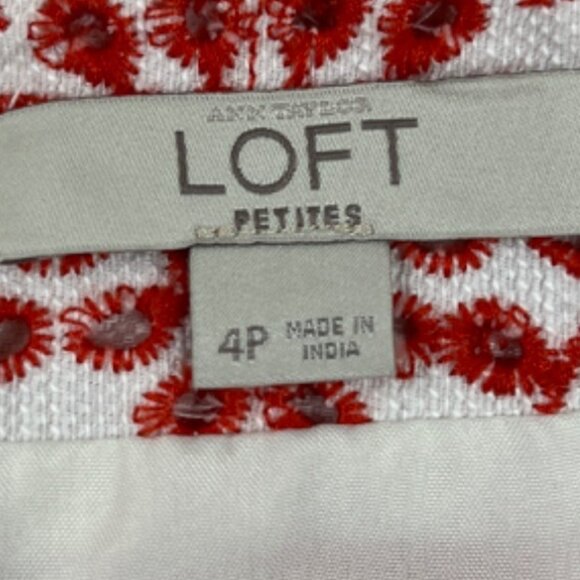 ANN TAYLOR
LOFT
PETITES
4P MADE IN
INDIA